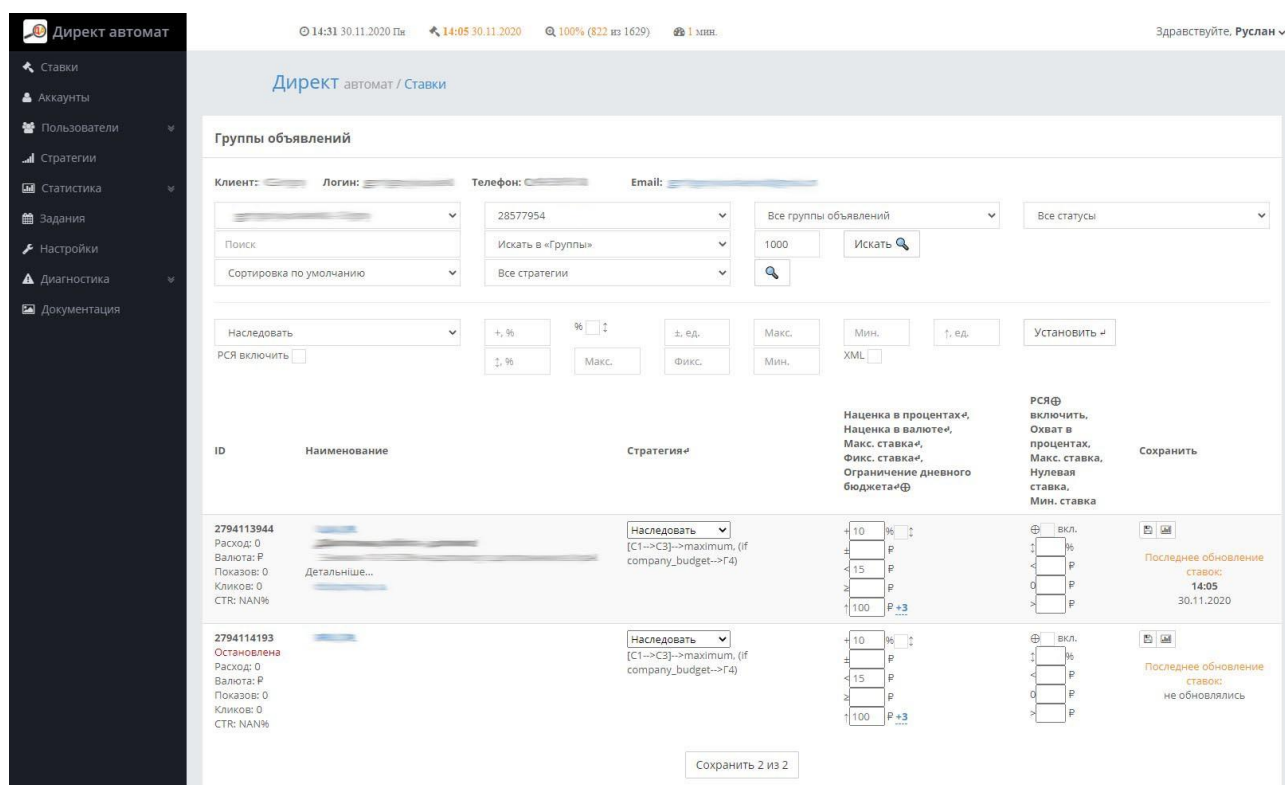 Директ автомат
14:31 30.11.2020 Пн 14:05 30.11.2020 100% (822 из 1629) 1 мин.
Здравствуйте, Руслан
Ставки
Аккаунты
Пользователи
Стратегии
Статистика
Задания
Настройки
Диагностика
Документация
Директ автомат / Ставки
Группы объявлений
Клиент: Логин: Телефон: Email:
28577954 Все группы объявлений Все статусы
Поиск Искать в «Группы» 1000 Искать
Сортировка по умолчанию Все стратегии
Наследовать +, % % ↕ ±, ед. Макс. Мин. ↑, ед. Установить ↵
РСЯ включить ↕, % Макс. Фикс. Мин. XML
ID Наименование Стратегия↵
Наценка в процентах↵,
Наценка в валюте↵,
Макс. ставка↵,
Фикс. ставка↵,
Ограничение дневного
бюджета↵⊕
РСЯ⊕
включить,
Охват в
процентах,
Макс. ставка,
Нулевая
ставка,
Мин. ставка
Сохранить
2794113944
Расход: 0
Валюта: ₽
Показов: 0
Кликов: 0
CTR: NAN%
Детальніше...
Наследовать
[C1-->C3]-->maximum, (if
company_budget-->Г4)
+ 10 % ↕
± ₽
< 15 ₽
≥ ₽
↑ 100 ₽ +3
⊕ вкл.
↕ %
< ₽
0 ₽
> ₽
Последнее обновление
ставок:
14:05
30.11.2020
2794114193
Остановлена
Расход: 0
Валюта: ₽
Показов: 0
Кликов: 0
CTR: NAN%
Наследовать
[C1-->C3]-->maximum, (if
company_budget-->Г4)
+ 10 % ↕
± ₽
< 15 ₽
≥ ₽
↑ 100 ₽ +3
⊕ вкл.
↕ %
< ₽
0 ₽
> ₽
Последнее обновление
ставок:
не обновлялись
Сохранить 2 из 2